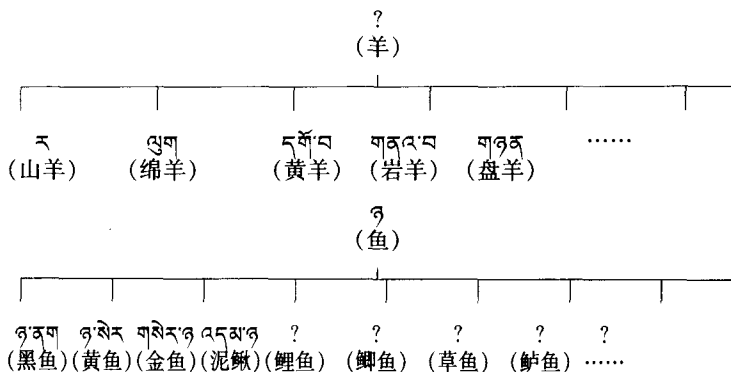 ?
(羊)
ར ལུག དགོ་བ གནའ་བ གཉན ……
(山羊) (绵羊) (黄羊) (岩羊) (盘羊)
ཉ
(鱼)
ཉ་ནག ཉ་སེར གསེར་ཉ འདམ་ཉ ? ? ? ? ?
(黑鱼) (黄鱼) (金鱼) (泥鳅) (鲤鱼) (鲫鱼) (草鱼) (鲈鱼) ……